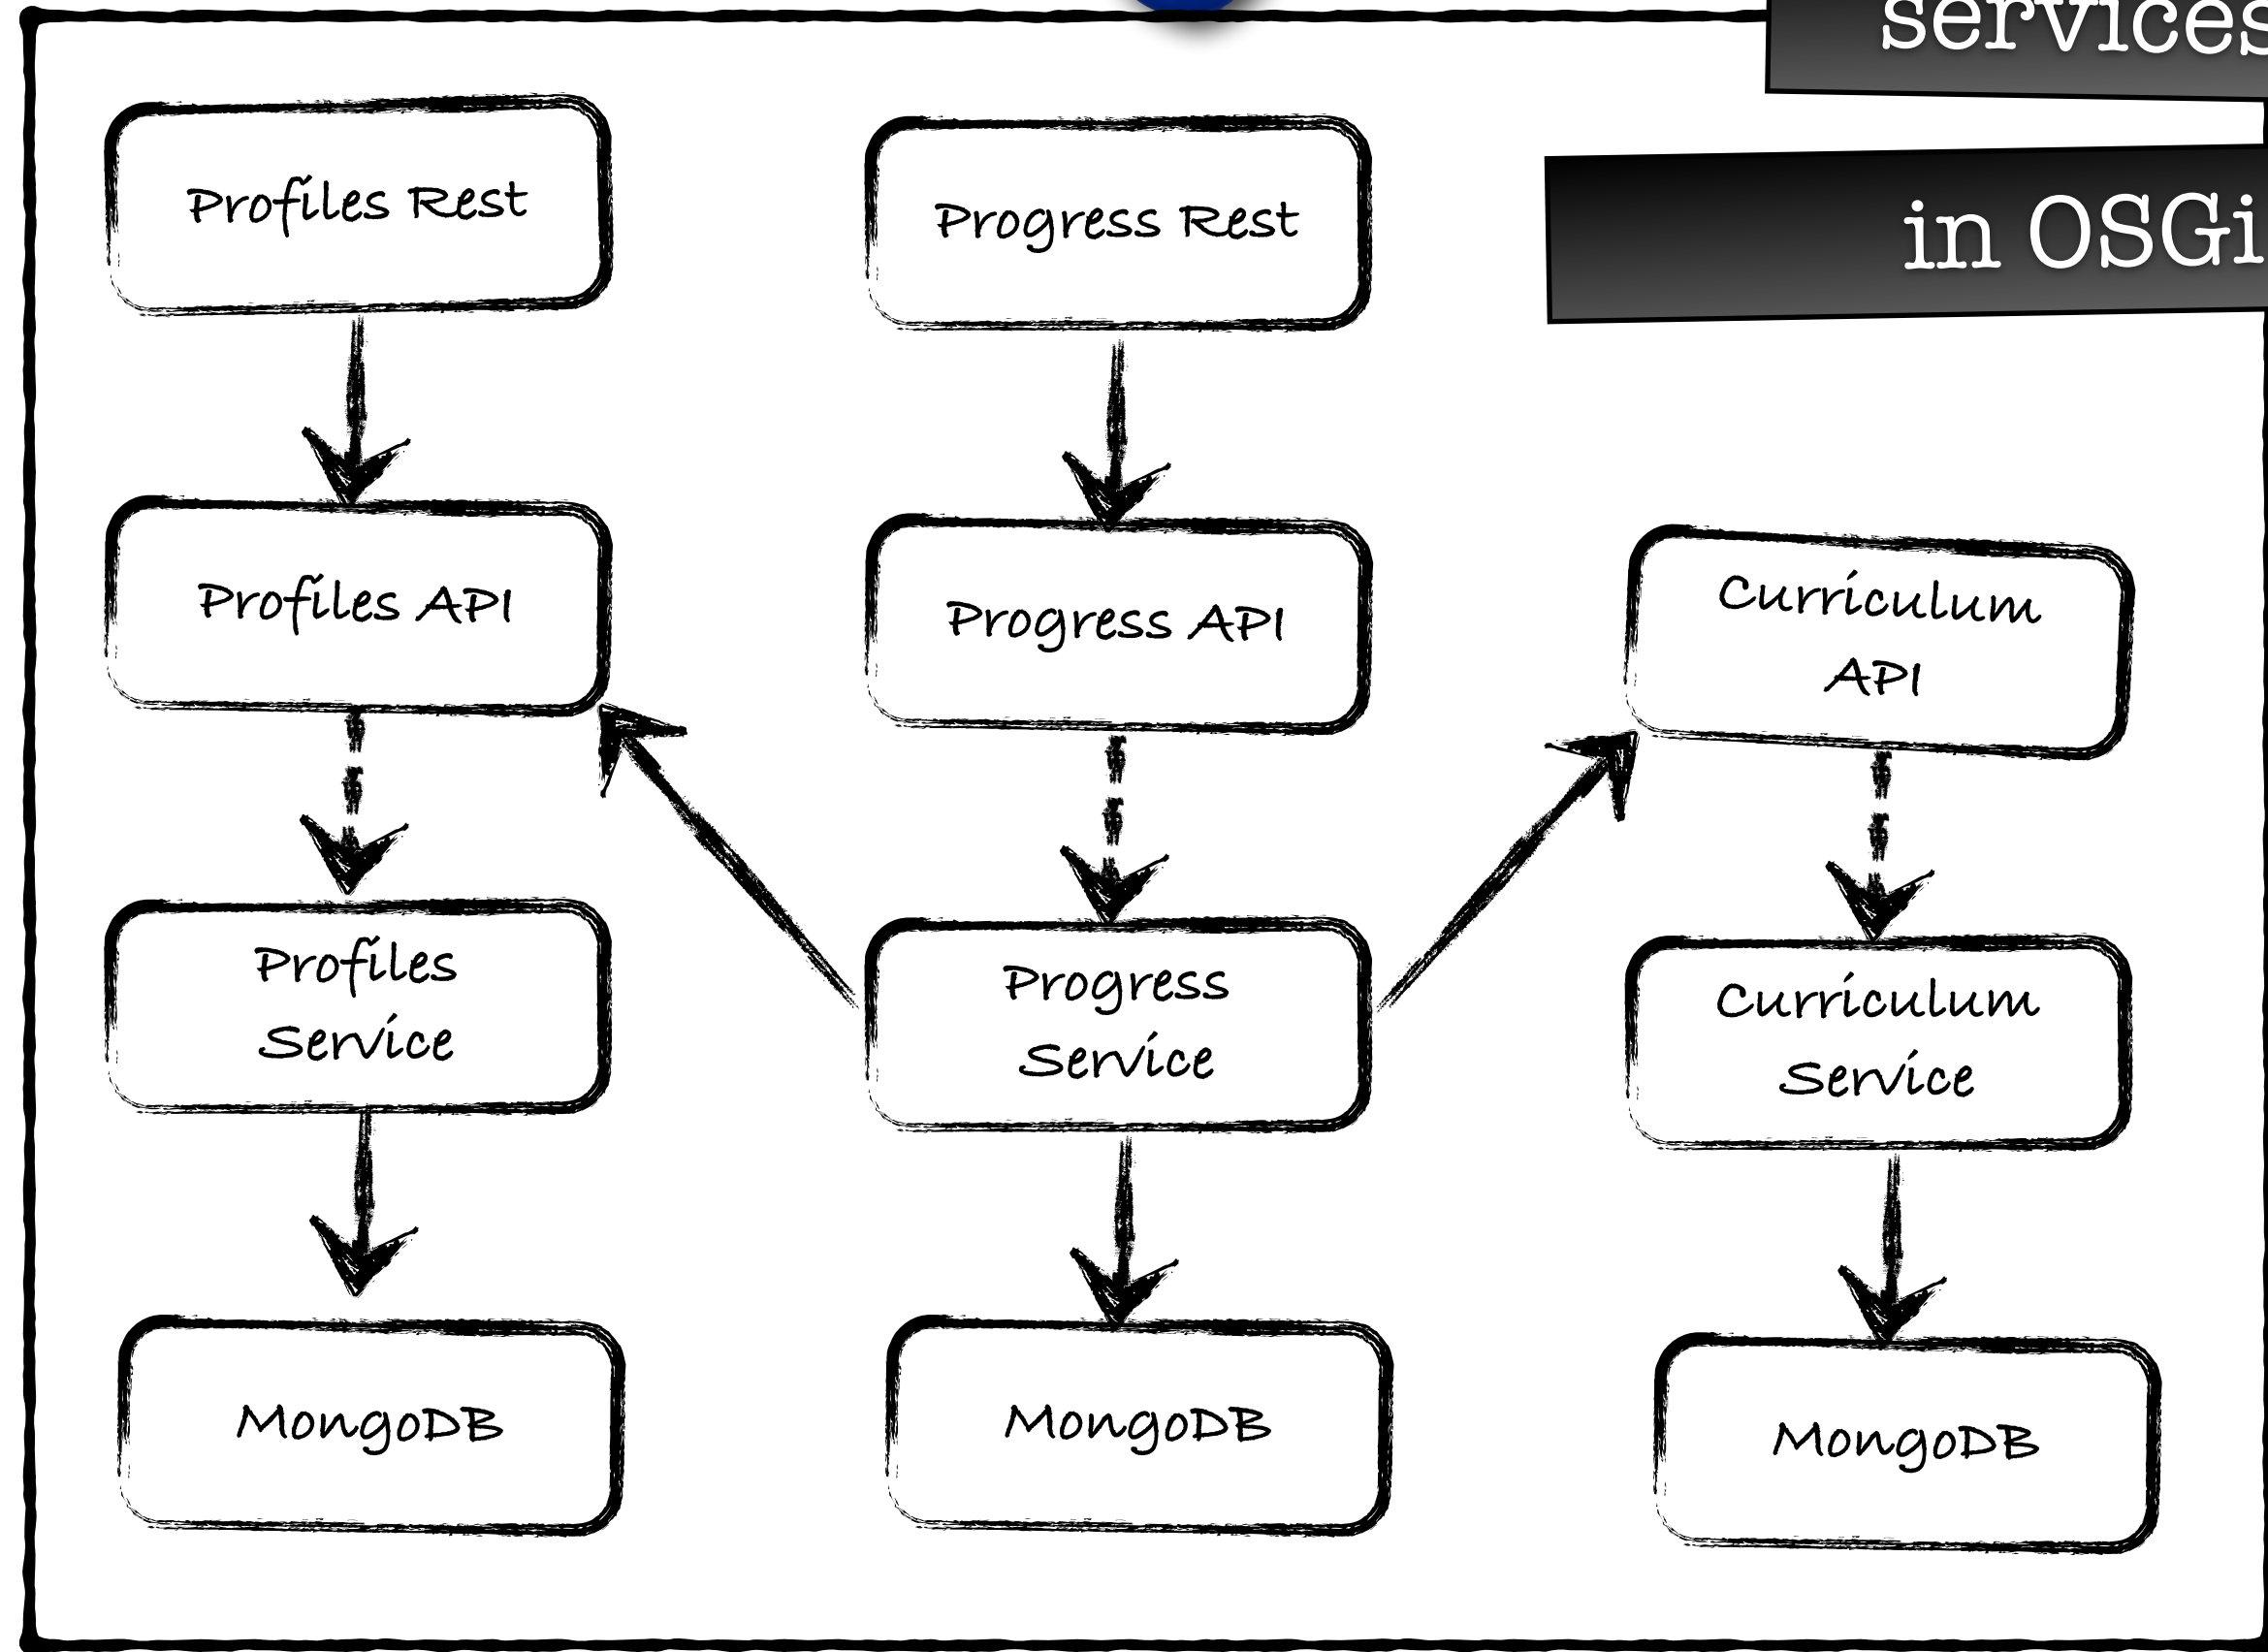 services
in OSGi
Profiles Rest
Progress Rest
Profiles API
Progress API
Curriculum
API
Profiles
Service
Progress
Service
Curriculum
Service
MongoDB
MongoDB
MongoDB